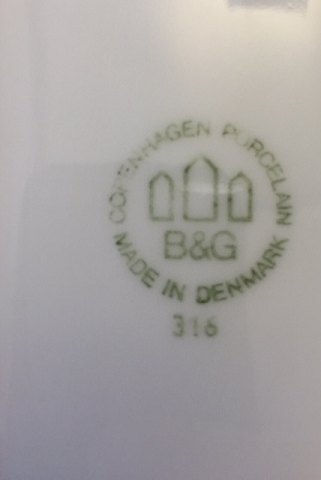 COPENHAGEN PORCELAIN
B&G
MADE IN DENMARK
316